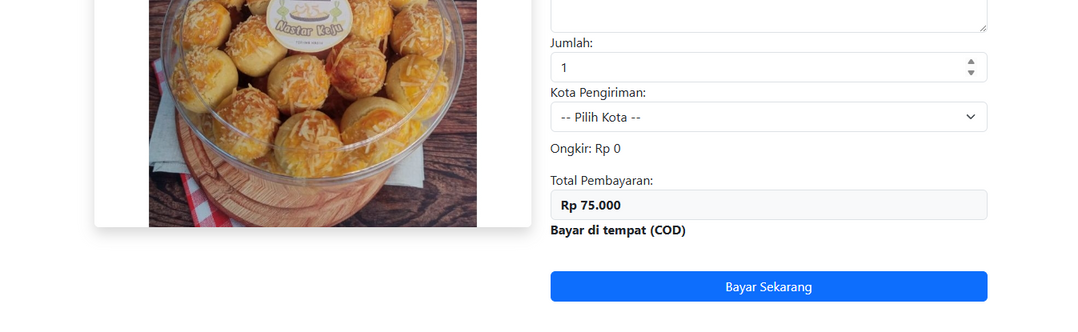 Nastar Keju
Jumlah:
1
Kota Pengiriman:
-- Pilih Kota --
Ongkir: Rp 0
Total Pembayaran:
Rp 75.000
Bayar di tempat (COD)
Bayar Sekarang